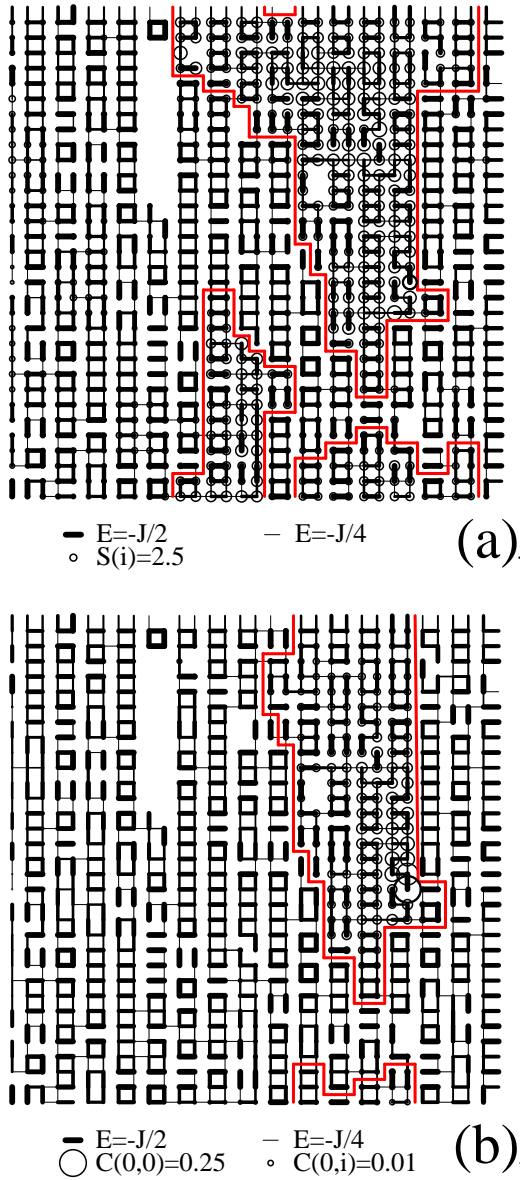 E=-J/2 E=-J/4
S(i)=2.5
(a),
E=-J/2 E=-J/4
C(0,0)=0.25 C(0,i)=0.01
(b),